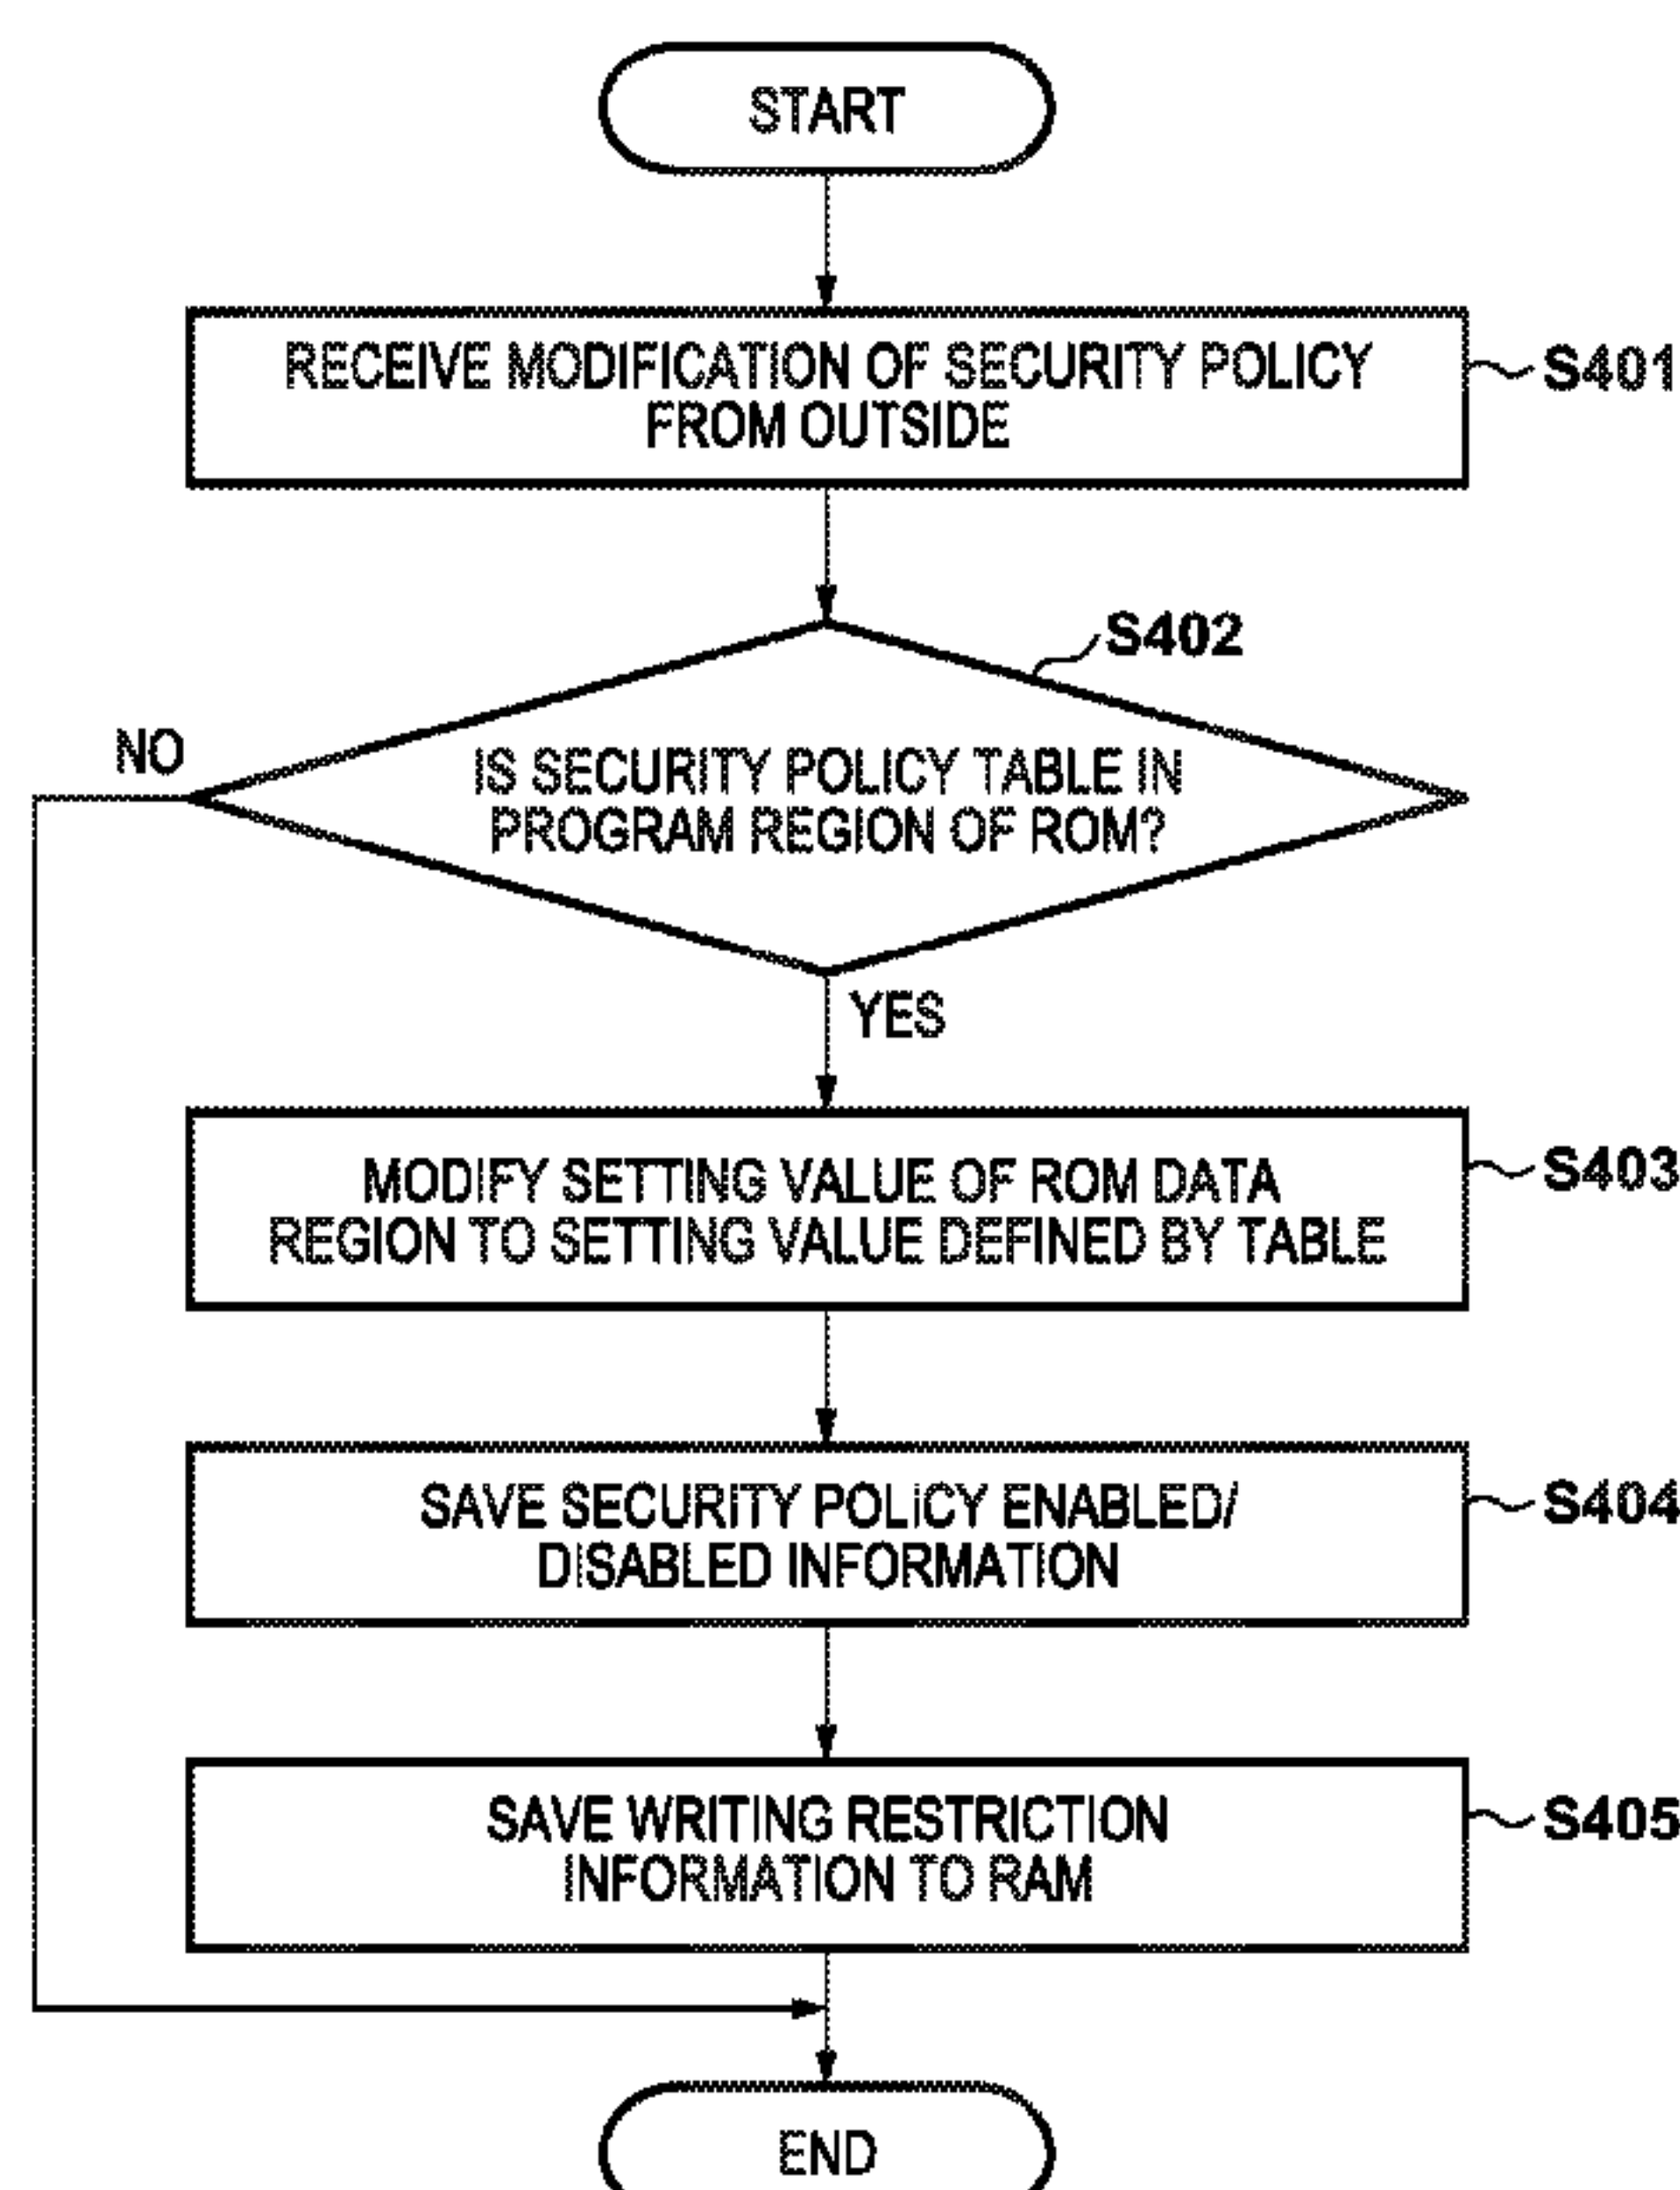 START
RECEIVE MODIFICATION OF SECURITY POLICY
FROM OUTSIDE
S401
S402
NO
IS SECURITY POLICY TABLE IN
PROGRAM REGION OF ROM?
YES
MODIFY SETTING VALUE OF ROM DATA
REGION TO SETTING VALUE DEFINED BY TABLE
S403
SAVE SECURITY POLICY ENABLED/
DISABLED INFORMATION
S404
SAVE WRITING RESTRICTION
INFORMATION TO RAM
S405
END